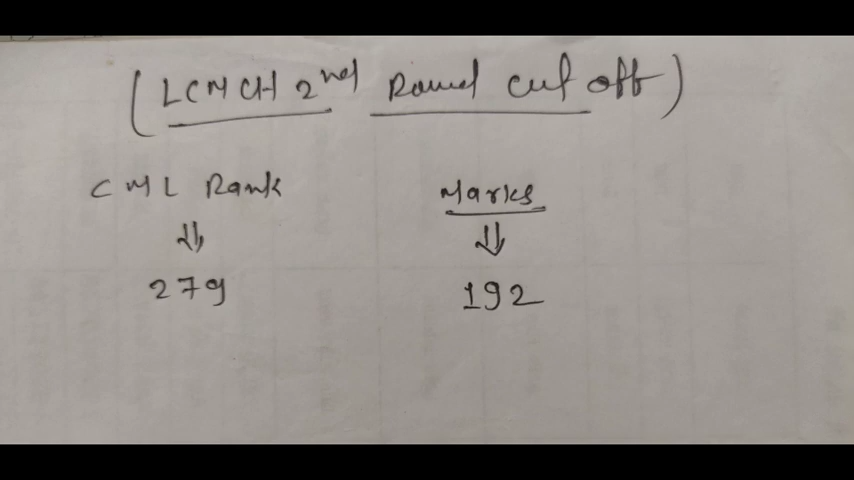 (LCMCH 2nd Round cut off)
CML Rank Marks
⇓ ⇓
279 192